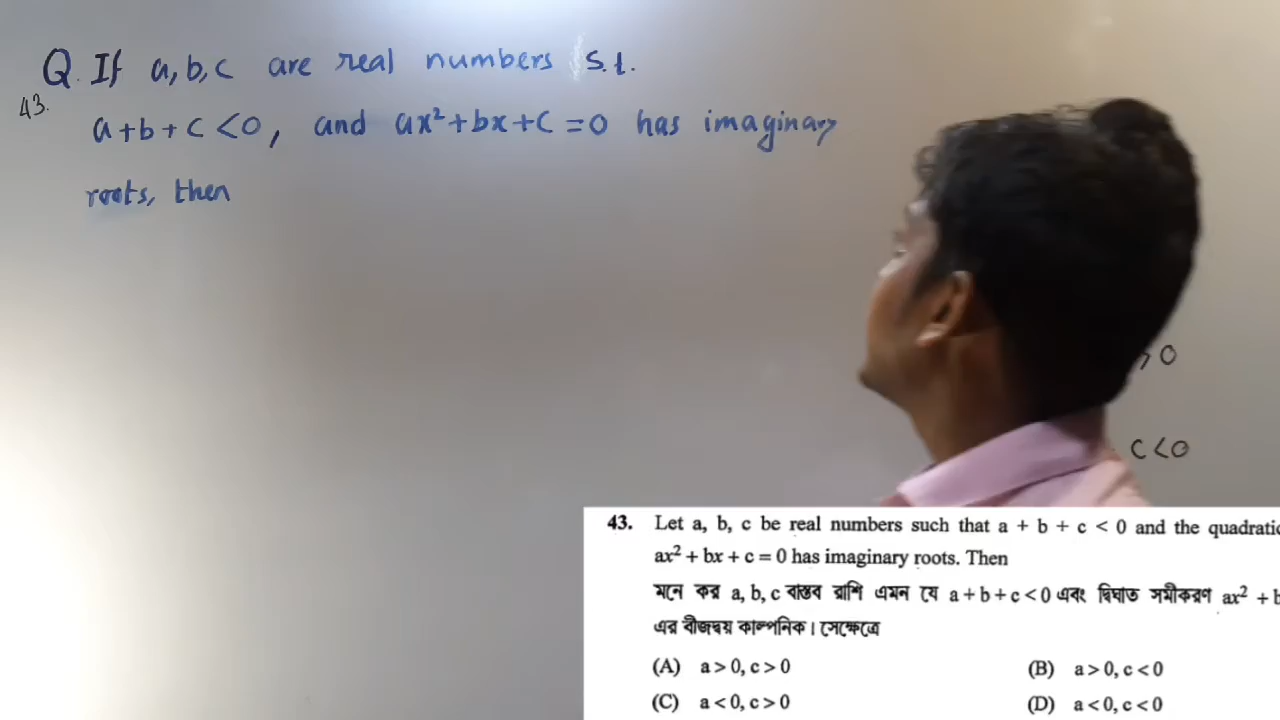 Q. If a, b, c are real numbers s.t.
43.
a + b + c < 0, and ax² + bx + c = 0 has imaginary
roots, then
> 0
c < 0
43. Let a, b, c be real numbers such that a + b + c < 0 and the quadratic
ax² + bx + c = 0 has imaginary roots. Then
মনে কর a, b, c বাস্তব রাশি এমন যে a + b + c < 0 এবং দ্বিঘাত সমীকরণ ax² + b
এর বীজদ্বয় কাল্পনিক। সেক্ষেত্রে
(A) a > 0, c > 0 (B) a > 0, c < 0
(C) a < 0, c > 0 (D) a < 0, c < 0